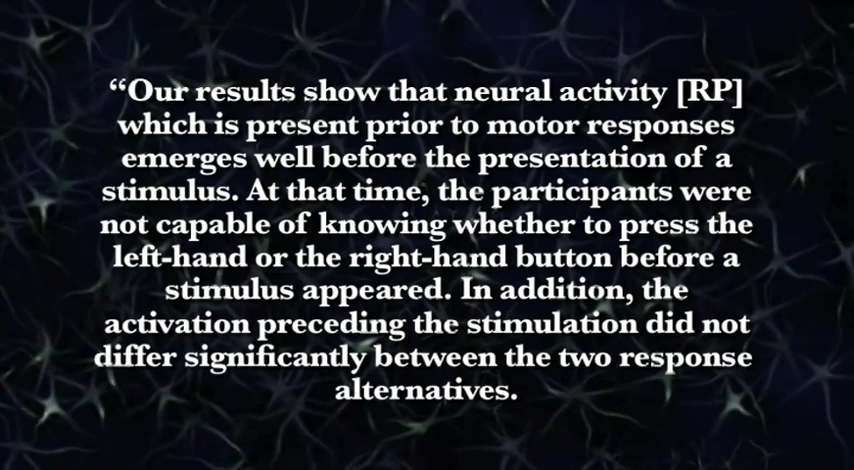 “Our results show that neural activity [RP]
which is present prior to motor responses
emerges well before the presentation of a
stimulus. At that time, the participants were
not capable of knowing whether to press the
left-hand or the right-hand button before a
stimulus appeared. In addition, the
activation preceding the stimulation did not
differ significantly between the two response
alternatives.